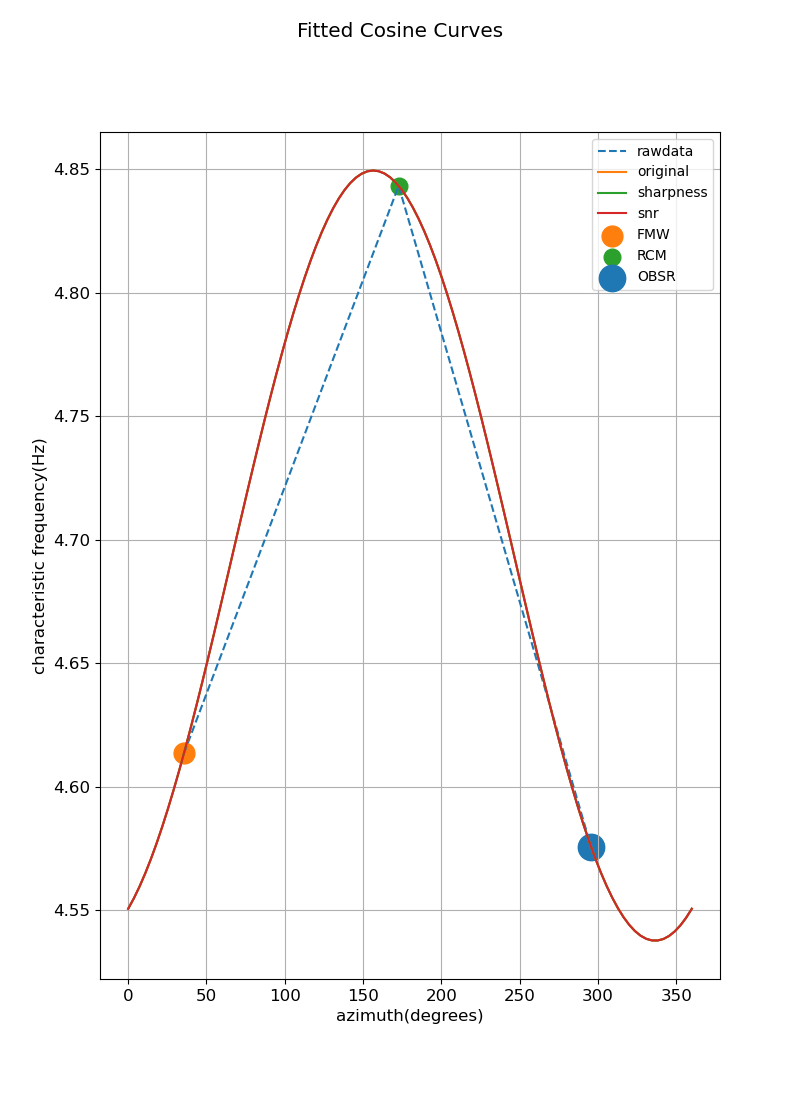 Fitted Cosine Curves
rawdata
original
sharpness
snr
FMW
RCM
OBSR
4.85
4.80
4.75
4.70
4.65
4.60
4.55
characteristic frequency(Hz)
0 50 100 150 200 250 300 350
azimuth(degrees)